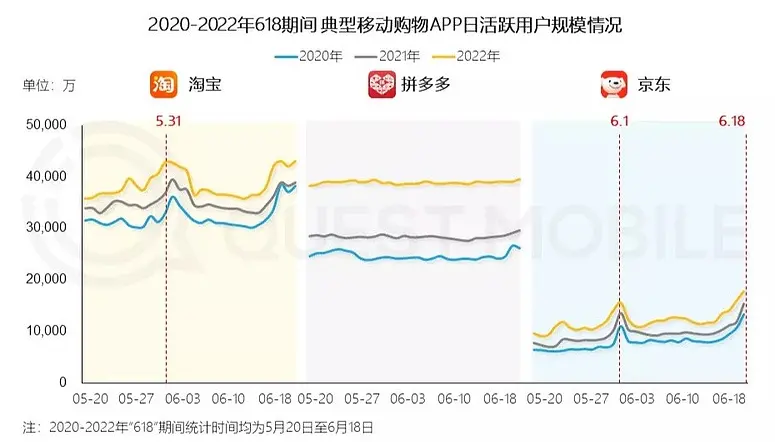 2020-2022年618期间 典型移动购物APP日活跃用户规模情况
2020年 2021年 2022年
单位：万 淘 淘宝 拼多多 京东
5.31 6.1 6.18
50,000
40,000
30,000
20,000
10,000
0
QUEST MOBILE
05-20 05-27 06-03 06-10 06-18 05-20 05-27 06-03 06-10 06-18 05-20 05-27 06-03 06-10 06-18
注：2020-2022年“618”期间统计时间均为5月20日至6月18日